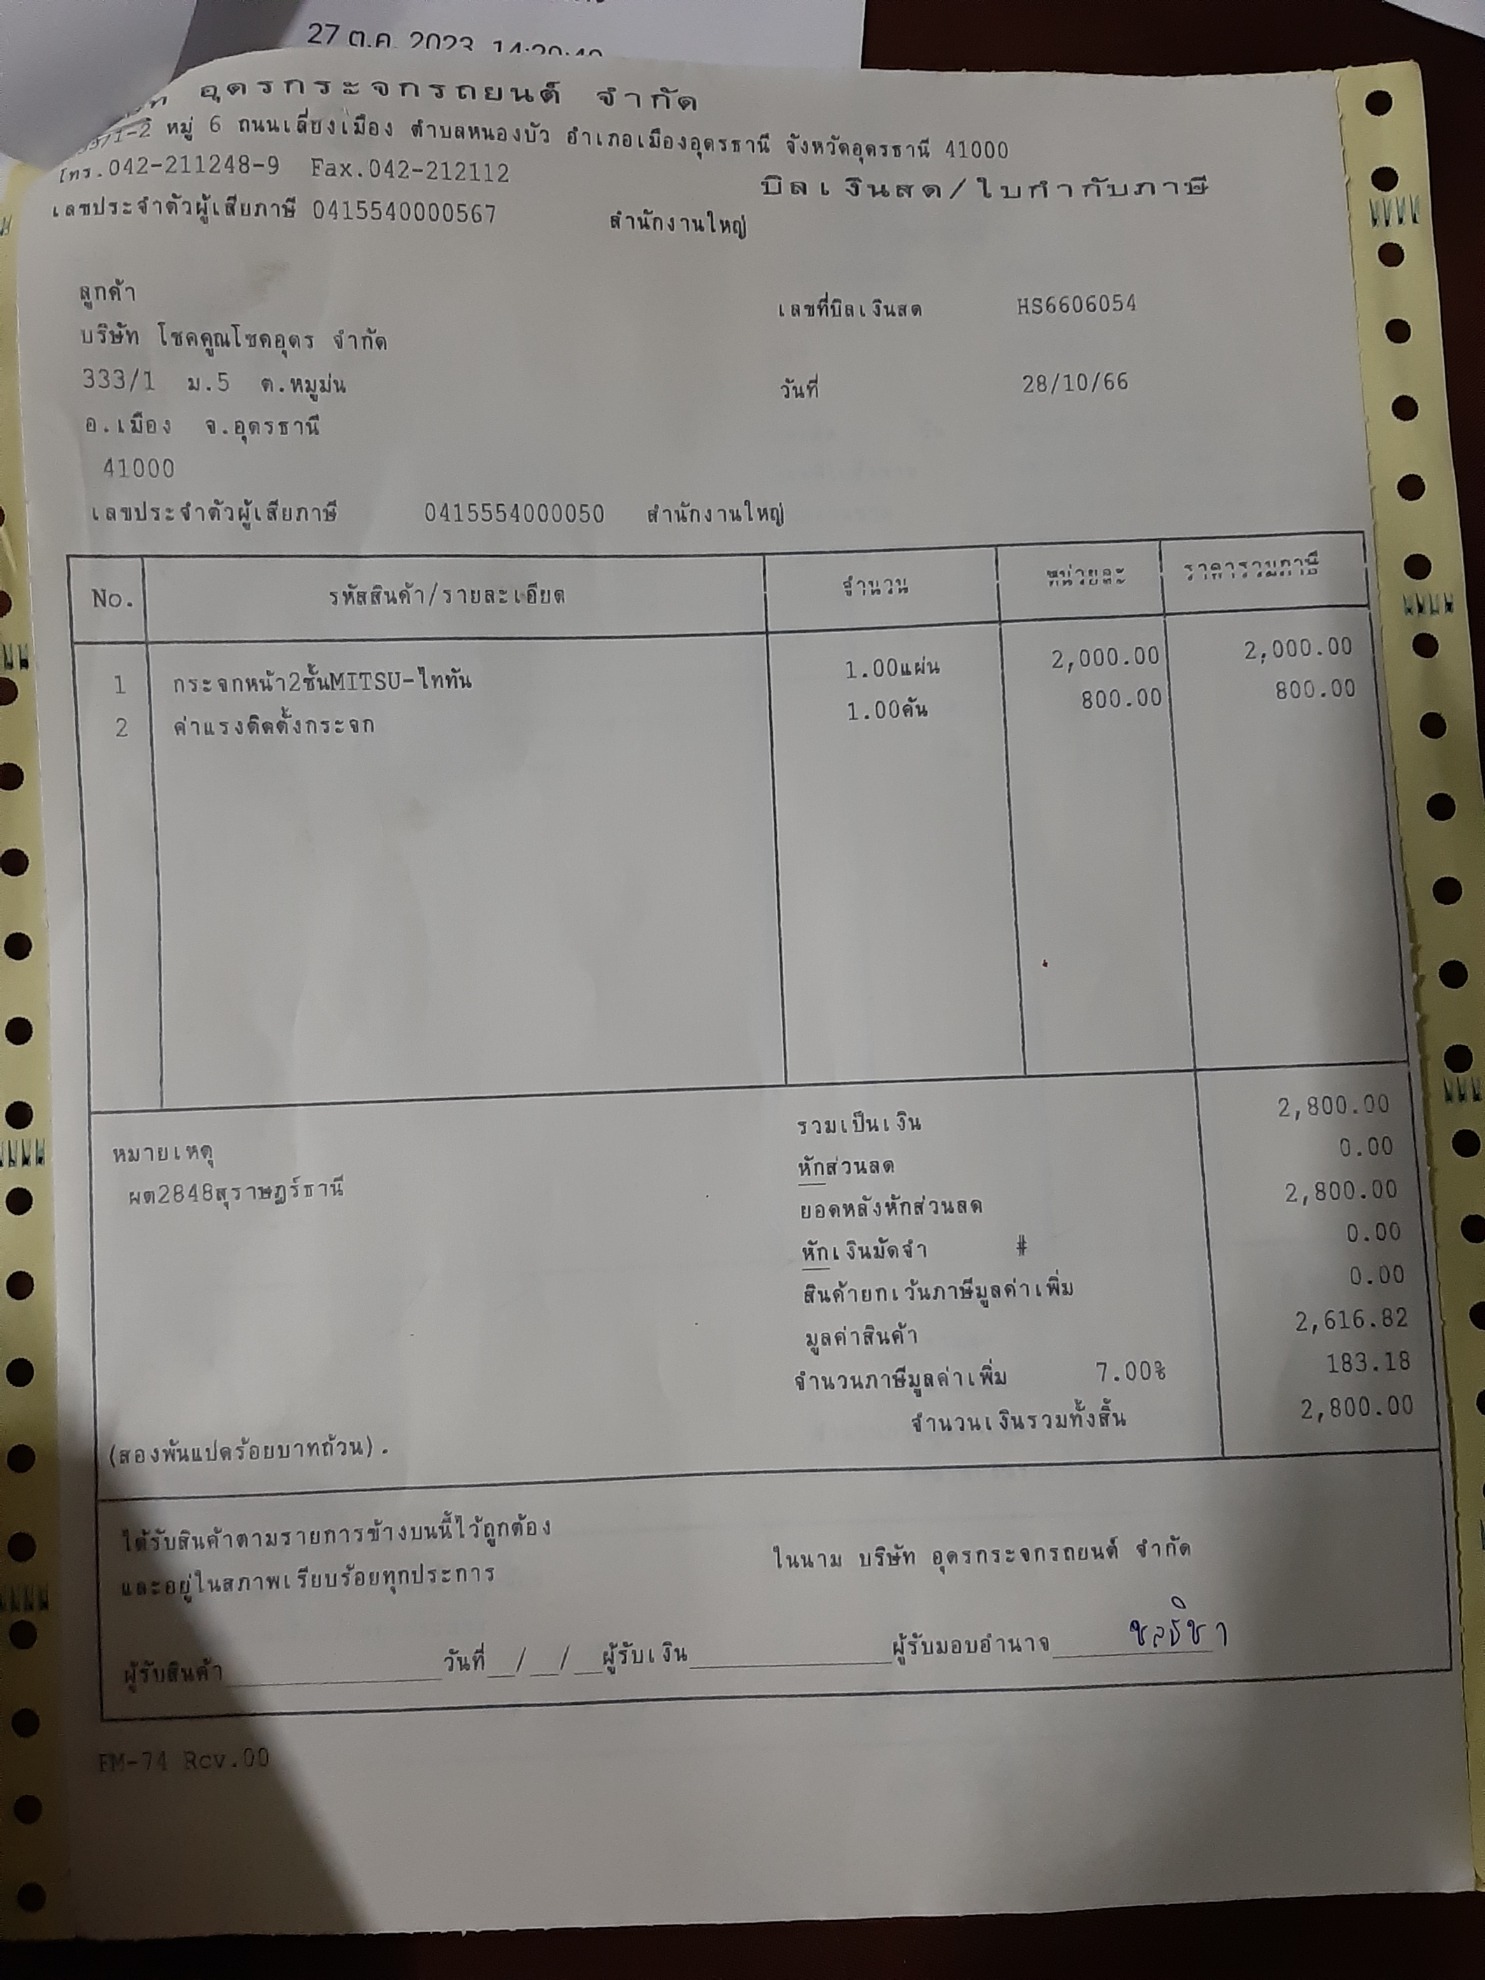 27 ต.ค. 2023 14:20:40
อุดรกระจกรถยนต์ จำกัด
หมู่ 6 ถนนเลี่ยงเมือง ตำบลหนองบัว อำเภอเมืองอุดรธานี จังหวัดอุดรธานี 41000
โทร.042-211248-9 Fax.042-212112
บิลเงินสด/ใบกำกับภาษี
เลขประจำตัวผู้เสียภาษี 0415540000567 สำนักงานใหญ่
ลูกค้า
เลขที่บิลเงินสด HS6606054
บริษัท โชคคูณโชคอุดร จำกัด
333/1 ม.5 ต.หมูม่น
วันที่ 28/10/66
อ.เมือง จ.อุดรธานี
41000
เลขประจำตัวผู้เสียภาษี 0415554000050 สำนักงานใหญ่
No. รหัสสินค้า/รายละเอียด จำนวน หน่วยละ ราคารวมภาษี
1 กระจกหน้า2ชั้นMITSU-ไททัน 1.00แผ่น 2,000.00 2,000.00
2 ค่าแรงติดตั้งกระจก 1.00คัน 800.00 800.00
รวมเป็นเงิน 2,800.00
หมายเหตุ
หักส่วนลด 0.00
ผต2848สุราษฎร์ธานี
ยอดหลังหักส่วนลด 2,800.00
หักเงินมัดจำ # 0.00
สินค้ายกเว้นภาษีมูลค่าเพิ่ม 0.00
มูลค่าสินค้า 2,616.82
จำนวนภาษีมูลค่าเพิ่ม 7.00% 183.18
จำนวนเงินรวมทั้งสิ้น 2,800.00
(สองพันแปดร้อยบาทถ้วน).
ได้รับสินค้าตามรายการข้างบนนี้ไว้ถูกต้อง
และอยู่ในสภาพเรียบร้อยทุกประการ
ในนาม บริษัท อุดรกระจกรถยนต์ จำกัด
ผู้รับสินค้า วันที่ __/__/__ ผู้รับเงิน ผู้รับมอบอำนาจ ชลธิชา
FM-74 Rev.00